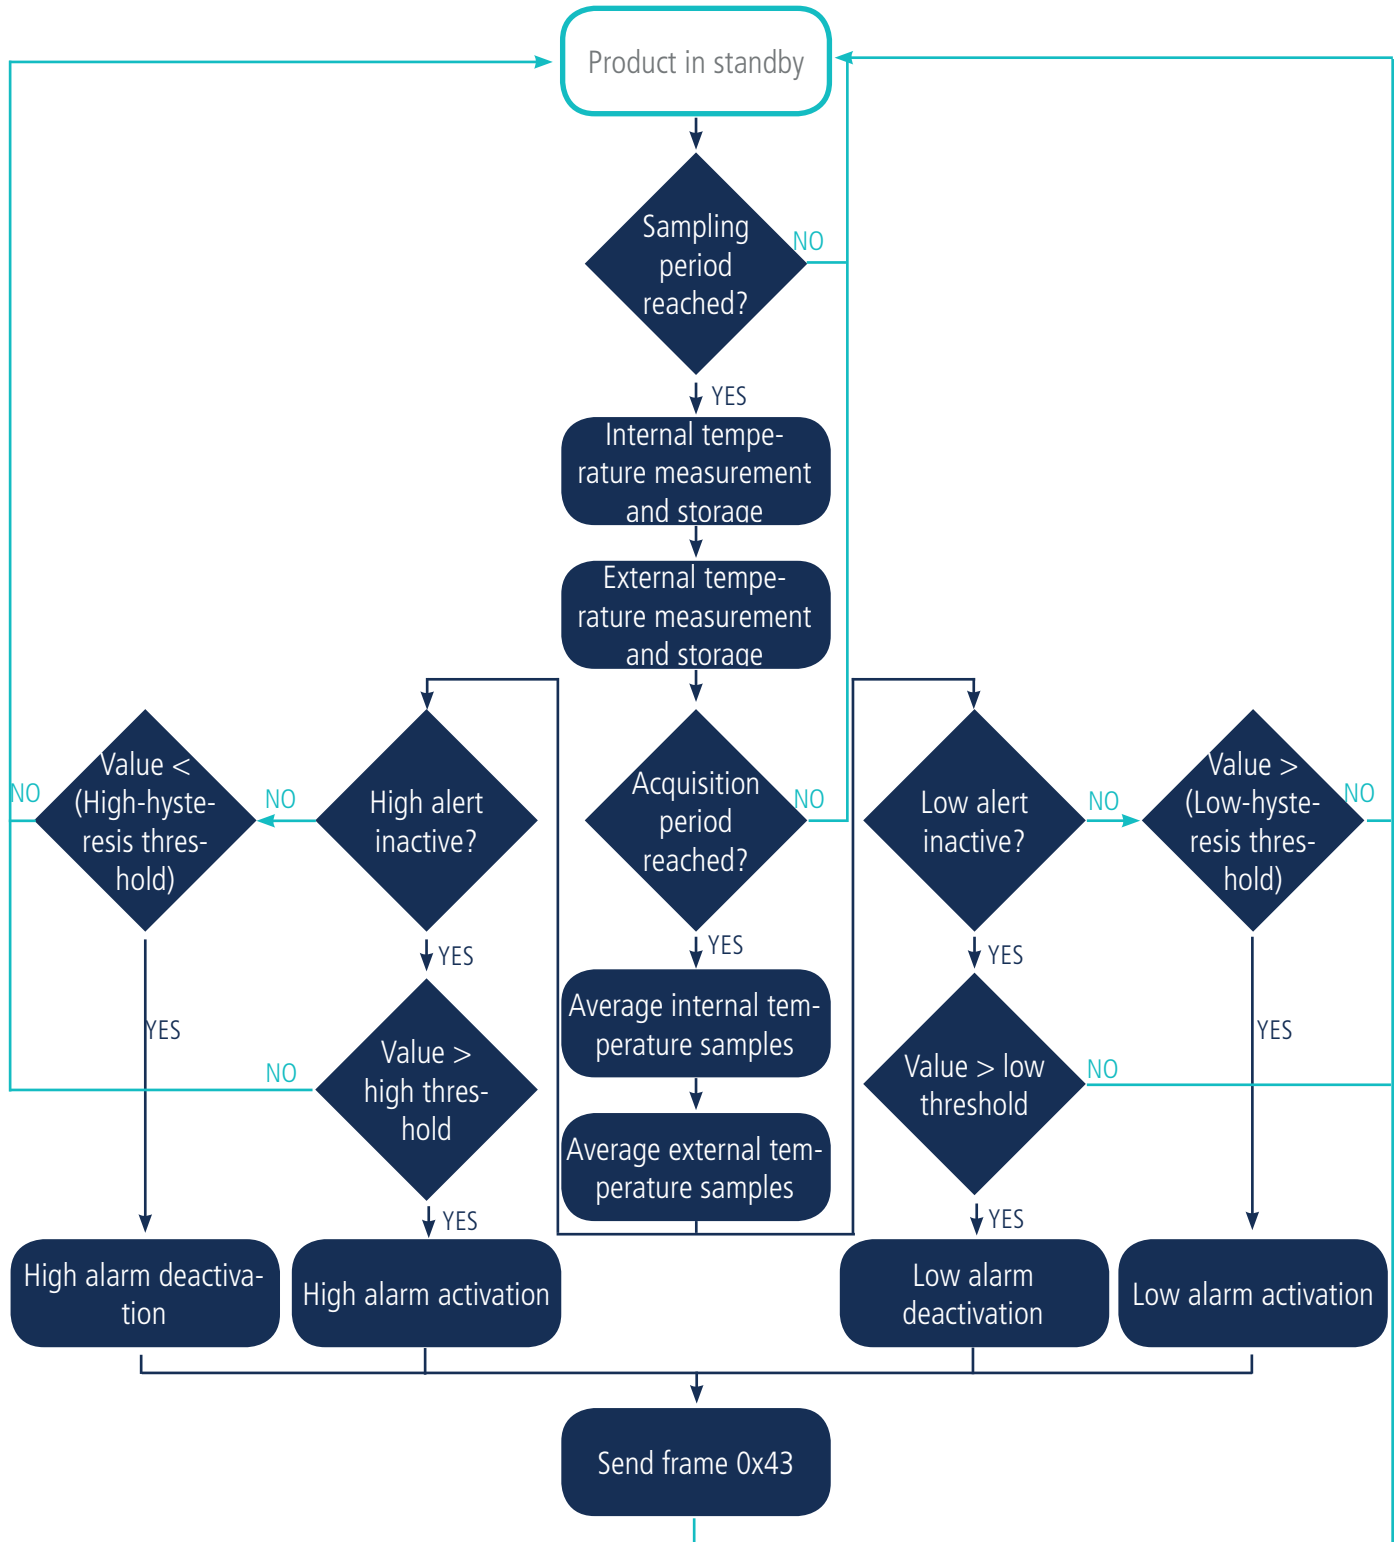 Product in standby
Sampling
period
reached?
NO
YES
Internal tempe-
rature measurement
and storage
External tempe-
rature measurement
and storage
Value <
(High-hyste-
resis thres-
hold)
NO
YES
High alert
inactive?
NO
YES
Acquisition
period
reached?
NO
YES
Low alert
inactive?
NO
YES
Value >
(Low-hyste-
resis thres-
hold)
NO
YES
Average internal tem-
perature samples
Average external tem-
perature samples
Value >
high thres-
hold
NO
YES
Value > low
threshold
NO
YES
High alarm deactiva-
tion
High alarm activation
Low alarm
deactivation
Low alarm activation
Send frame 0x43